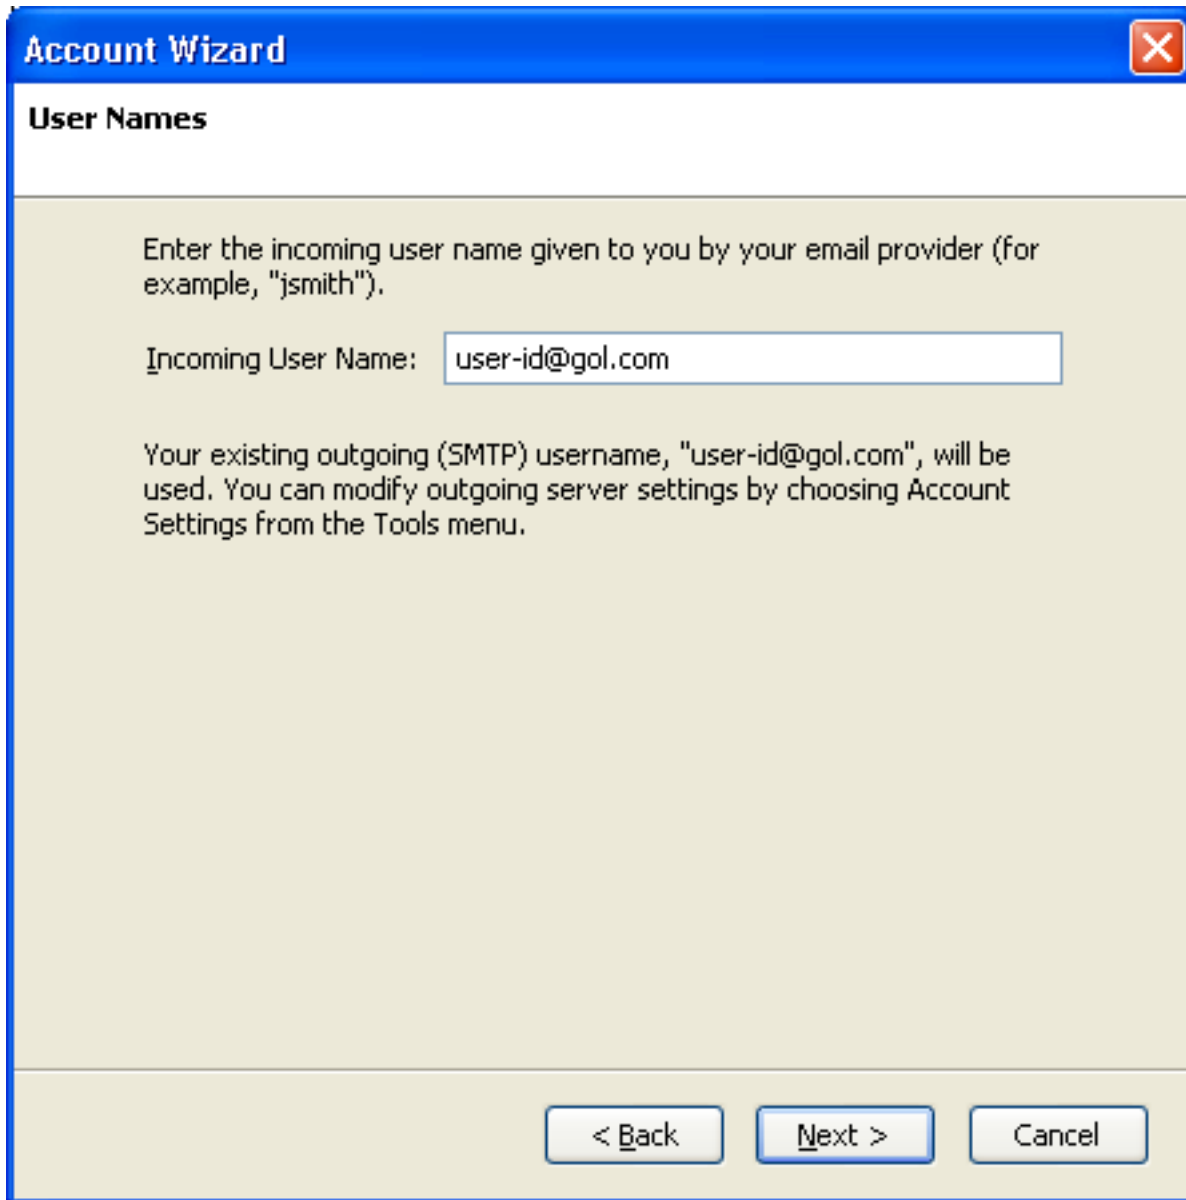 Account Wizard
User Names
Enter the incoming user name given to you by your email provider (for
example, "jsmith").
Incoming User Name: user-id@gol.com
Your existing outgoing (SMTP) username, "user-id@gol.com", will be
used. You can modify outgoing server settings by choosing Account
Settings from the Tools menu.
< Back Next > Cancel